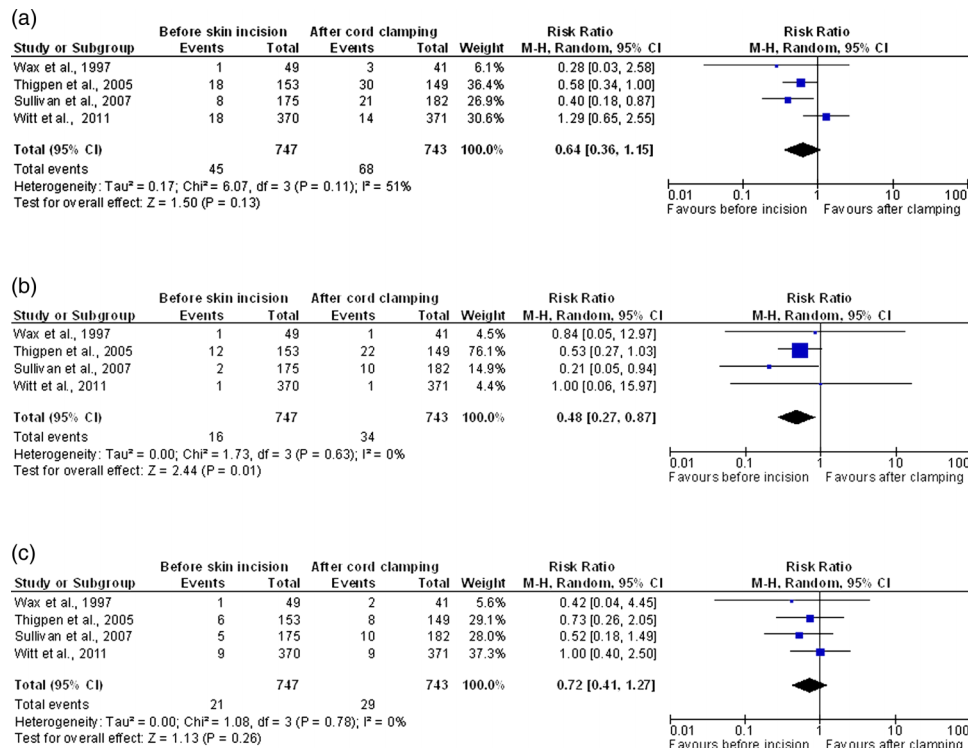 (a)
Before skin incision After cord clamping Risk Ratio Risk Ratio
Study or Subgroup Events Total Events Total Weight M-H, Random, 95% CI M-H, Random, 95% CI
Wax et al., 1997 1 49 3 41 6.1% 0.28 [0.03, 2.58]
Thigpen et al., 2005 18 153 30 149 36.4% 0.58 [0.34, 1.00]
Sullivan et al., 2007 8 175 21 182 26.9% 0.40 [0.18, 0.87]
Witt et al., 2011 18 370 14 371 30.6% 1.29 [0.65, 2.55]
Total (95% CI) 747 743 100.0% 0.64 [0.36, 1.15]
Total events 45 68
Heterogeneity: Tau² = 0.17; Chi² = 6.07, df = 3 (P = 0.11); I² = 51%
Test for overall effect: Z = 1.50 (P = 0.13)
0.01 0.1 1 10 100
Favours before incision Favours after clamping
(b)
Before skin incision After cord clamping Risk Ratio Risk Ratio
Study or Subgroup Events Total Events Total Weight M-H, Random, 95% CI M-H, Random, 95% CI
Wax et al., 1997 1 49 1 41 4.5% 0.84 [0.05, 12.97]
Thigpen et al., 2005 12 153 22 149 76.1% 0.53 [0.27, 1.03]
Sullivan et al., 2007 2 175 10 182 14.9% 0.21 [0.05, 0.94]
Witt et al., 2011 1 370 1 371 4.4% 1.00 [0.06, 15.97]
Total (95% CI) 747 743 100.0% 0.48 [0.27, 0.87]
Total events 16 34
Heterogeneity: Tau² = 0.00; Chi² = 1.73, df = 3 (P = 0.63); I² = 0%
Test for overall effect: Z = 2.44 (P = 0.01)
0.01 0.1 1 10 100
Favours before incision Favours after clamping
(c)
Before skin incision After cord clamping Risk Ratio Risk Ratio
Study or Subgroup Events Total Events Total Weight M-H, Random, 95% CI M-H, Random, 95% CI
Wax et al., 1997 1 49 2 41 5.6% 0.42 [0.04, 4.45]
Thigpen et al., 2005 6 153 8 149 29.1% 0.73 [0.26, 2.05]
Sullivan et al., 2007 5 175 10 182 28.0% 0.52 [0.18, 1.49]
Witt et al., 2011 9 370 9 371 37.3% 1.00 [0.40, 2.50]
Total (95% CI) 747 743 100.0% 0.72 [0.41, 1.27]
Total events 21 29
Heterogeneity: Tau² = 0.00; Chi² = 1.08, df = 3 (P = 0.78); I² = 0%
Test for overall effect: Z = 1.13 (P = 0.26)
0.01 0.1 1 10 100
Favours before incision Favours after clamping